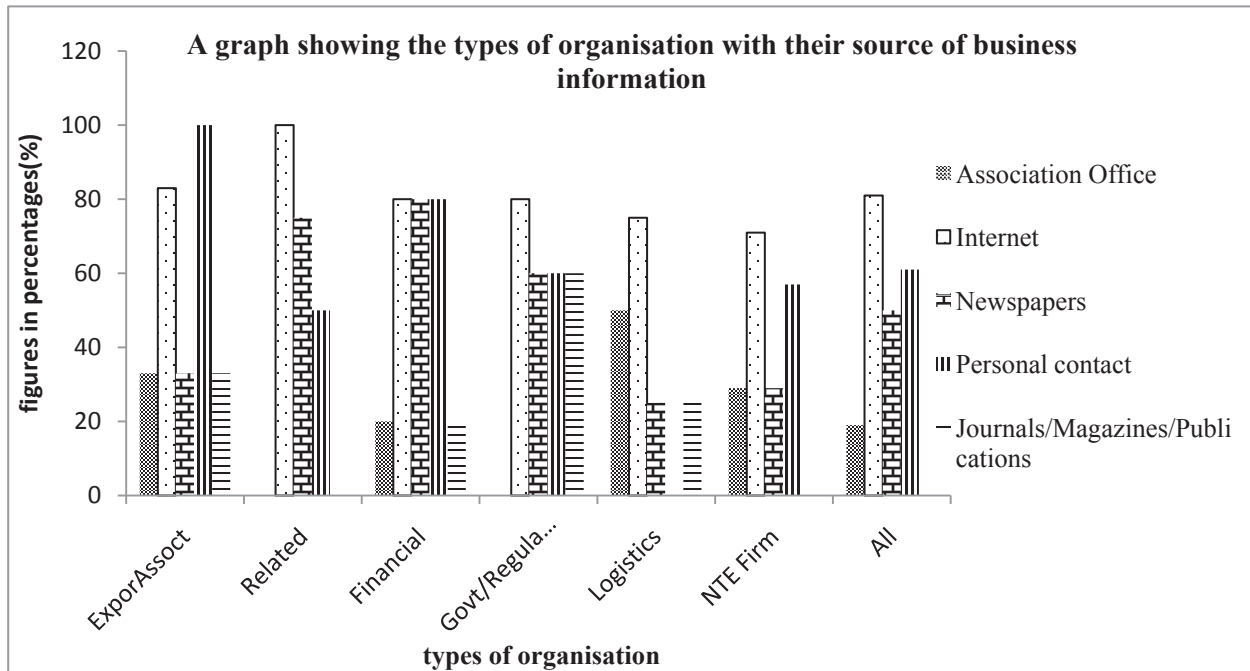 A graph showing the types of organisation with their source of business
information
120
100
80
60
40
20
0
figures in percentages(%)
ExporAssoct
Related
Financial
Govt/Regula...
Logistics
NTE Firm
All
types of organisation
Association Office
Internet
Newspapers
Personal contact
Journals/Magazines/Publi
cations